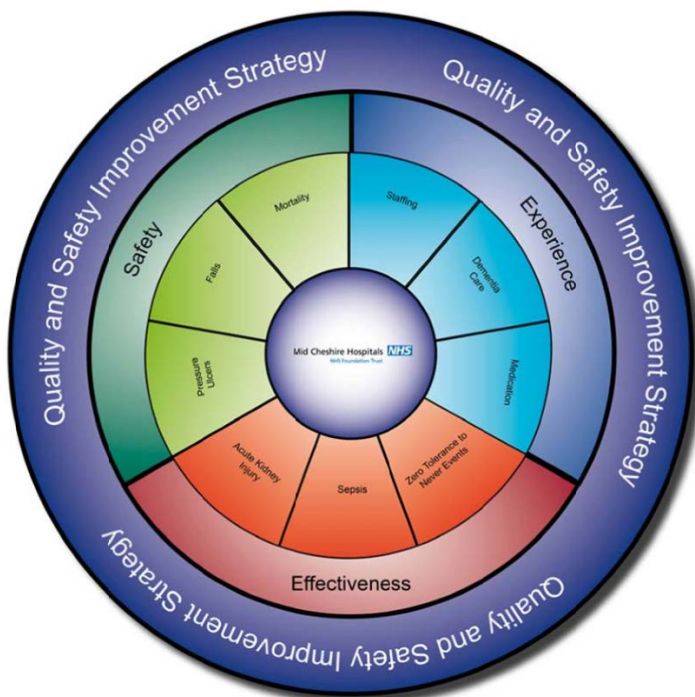 Quality and Safety Improvement Strategy
Quality and Safety Improvement Strategy
Quality and Safety Improvement Strategy
Safety
Mortality
Falls
Pressure
Ulcers
Experience
Staffing
Dementia
Care
Medication
Effectiveness
Acute Kidney
Injury
Sepsis
Zero Tolerance to
Never Events
Mid Cheshire Hospitals NHS
NHS Foundation Trust